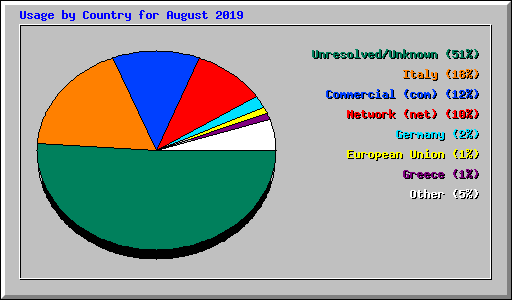 Usage by Country for August 2019
Unresolved/Unknown (51%)
Italy (18%)
Commercial (com) (12%)
Network (net) (10%)
Germany (2%)
European Union (1%)
Greece (1%)
Other (5%)